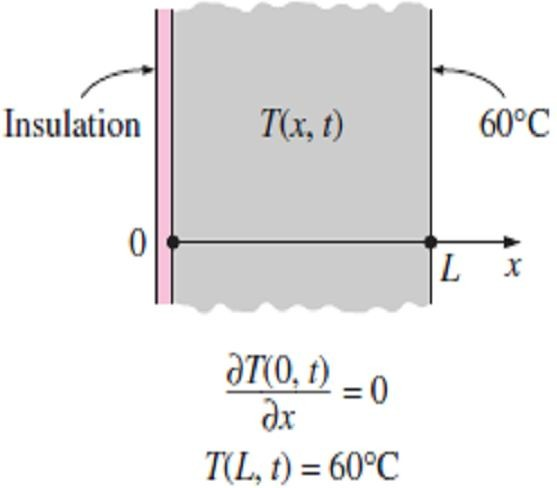 Insulation
T(x, t)
60°C
0
L
x
∂T(0, t)/∂x = 0
T(L, t) = 60°C